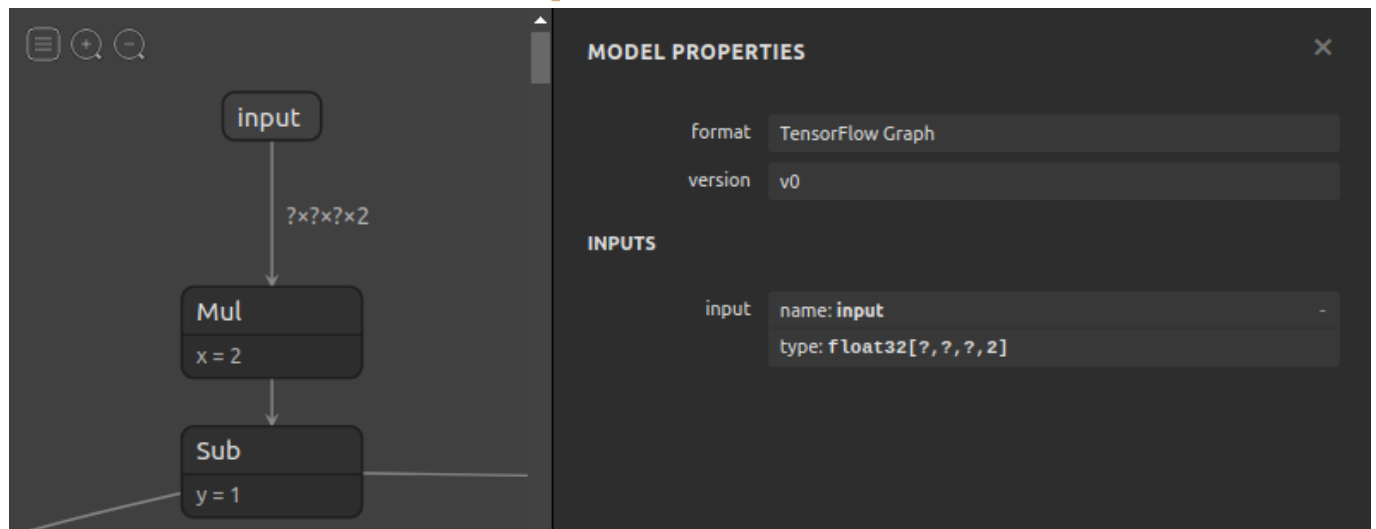 input
?×?×?×2
Mul
x = 2
Sub
y = 1
MODEL PROPERTIES
×
format TensorFlow Graph
version v0
INPUTS
input name: input -
type: float32[?,?,?,2]